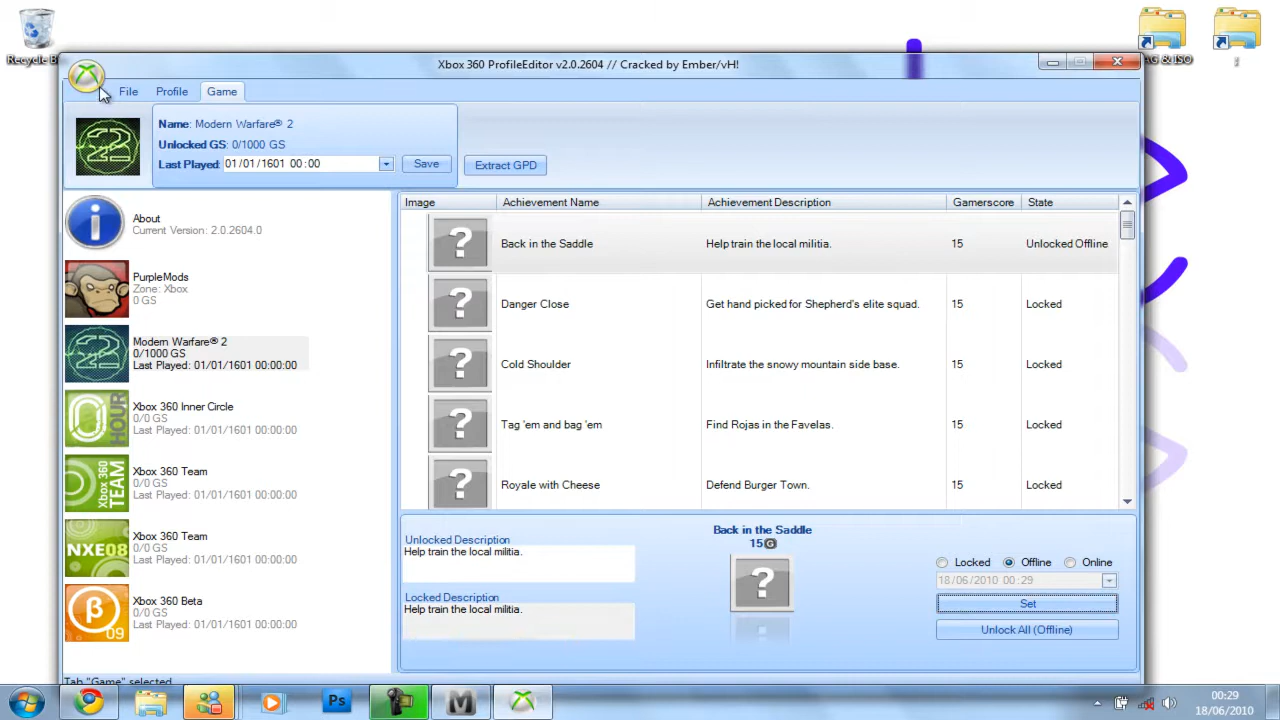 Recycle B
AG & ISO
;
Xbox 360 ProfileEditor v2.0.2604 // Cracked by Ember/vH!
File Profile Game
Name: Modern Warfare® 2
Unlocked GS: 0/1000 GS
Last Played: 01/01/1601 00:00 Save Extract GPD
About
Current Version: 2.0.2604.0
PurpleMods
Zone: Xbox
0 GS
Modern Warfare® 2
0/1000 GS
Last Played: 01/01/1601 00:00:00
0 HOUR
Xbox 360 Inner Circle
0/0 GS
Last Played: 01/01/1601 00:00:00
Xbox 360 TEAM
Xbox 360 Team
0/0 GS
Last Played: 01/01/1601 00:00:00
NXE08
Xbox 360 Team
0/0 GS
Last Played: 01/01/1601 00:00:00
β 09
Xbox 360 Beta
0/0 GS
Last Played: 01/01/1601 00:00:00
Image Achievement Name Achievement Description Gamerscore State
? Back in the Saddle Help train the local militia. 15 Unlocked Offline
? Danger Close Get hand picked for Shepherd's elite squad. 15 Locked
? Cold Shoulder Infiltrate the snowy mountain side base. 15 Locked
? Tag 'em and bag 'em Find Rojas in the Favelas. 15 Locked
? Royale with Cheese Defend Burger Town. 15 Locked
Unlocked Description
Help train the local militia.
Locked Description
Help train the local militia.
Back in the Saddle
15 G
?
Locked Offline Online
18/06/2010 00:29
Set
Unlock All (Offline)
Tab "Game" selected
Ps
00:29
18/06/2010